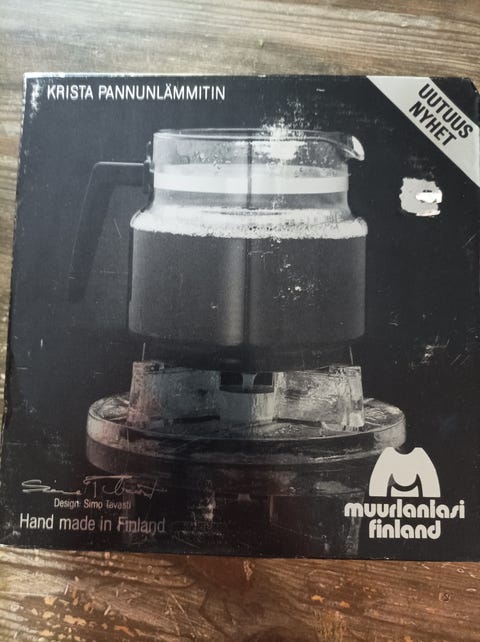 KRISTA PANNUNLÄMMITIN
UUTUUS
NYHET
Design: Simo Tavasti
Hand made in Finland
muurlanlasi
finland